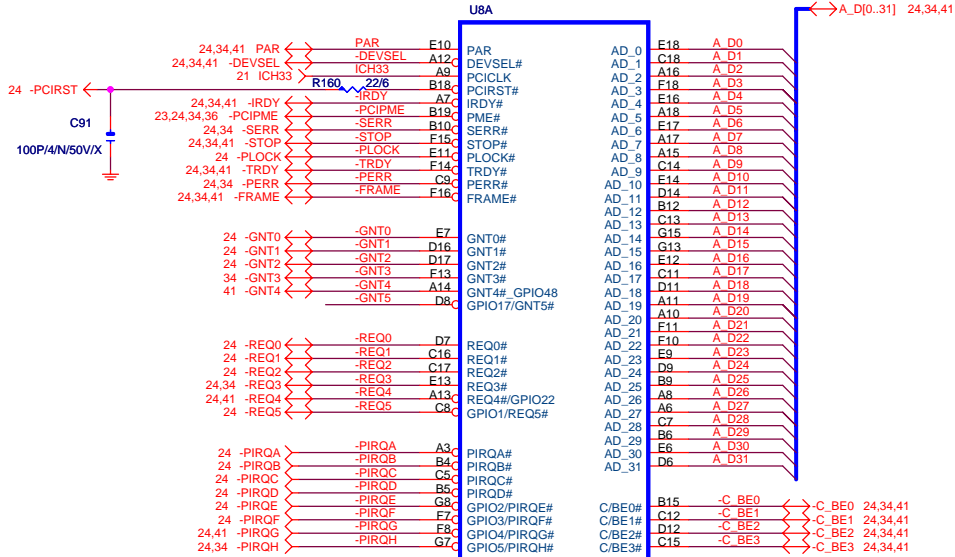 U8A
A_D[0..31] 24,34,41
24,34,41 PAR PAR E10 PAR AD_0 E18 A_D0
24,34,41 -DEVSEL -DEVSEL A12 DEVSEL# AD_1 C18 A_D1
21 ICH33 ICH33 A9 PCICLK AD_2 A16 A_D2
24 -PCIRST R160 22/6 B18 PCIRST# AD_3 F18 A_D3
24,34,41 -IRDY -IRDY A7 IRDY# AD_4 E16 A_D4
23,24,34,36 -PCIPME -PCIPME B19 PME# AD_5 A18 A_D5
24,34 -SERR -SERR B10 SERR# AD_6 E17 A_D6
24,34,41 -STOP -STOP F15 STOP# AD_7 A17 A_D7
24 -PLOCK -PLOCK E11 PLOCK# AD_8 A15 A_D8
24,34,41 -TRDY -TRDY F14 TRDY# AD_9 C14 A_D9
24,34 -PERR -PERR C9 PERR# AD_10 E14 A_D10
24,34,41 -FRAME -FRAME F16 FRAME# AD_11 D14 A_D11
C91
100P/4/N/50V/X
AD_12 B12 A_D12
AD_13 C13 A_D13
24 -GNT0 -GNT0 E7 GNT0# AD_14 G15 A_D14
24 -GNT1 -GNT1 D16 GNT1# AD_15 G13 A_D15
24 -GNT2 -GNT2 D17 GNT2# AD_16 E12 A_D16
34 -GNT3 -GNT3 F13 GNT3# AD_17 C11 A_D17
41 -GNT4 -GNT4 A14 GNT4#_GPIO48 AD_18 D11 A_D18
-GNT5 D8 GPIO17/GNT5# AD_19 A11 A_D19
AD_20 A10 A_D20
AD_21 F11 A_D21
24 -REQ0 -REQ0 D7 REQ0# AD_22 F10 A_D22
24 -REQ1 -REQ1 C16 REQ1# AD_23 E9 A_D23
24 -REQ2 -REQ2 C17 REQ2# AD_24 D9 A_D24
24,34 -REQ3 -REQ3 E13 REQ3# AD_25 B9 A_D25
24,41 -REQ4 -REQ4 A13 REQ4#/GPIO22 AD_26 A8 A_D26
24 -REQ5 -REQ5 C8 GPIO1/REQ5# AD_27 A6 A_D27
AD_28 C7 A_D28
AD_29 B6 A_D29
24 -PIRQA -PIRQA A3 PIRQA# AD_30 E6 A_D30
24 -PIRQB -PIRQB B4 PIRQB# AD_31 D6 A_D31
24 -PIRQC -PIRQC C5 PIRQC#
24 -PIRQD -PIRQD B5 PIRQD#
24 -PIRQE -PIRQE G8 GPIO2/PIRQE# C/BE0# B15 -C_BE0 -C_BE0 24,34,41
24 -PIRQF -PIRQF F7 GPIO3/PIRQF# C/BE1# C12 -C_BE1 -C_BE1 24,34,41
24,41 -PIRQG -PIRQG F8 GPIO4/PIRQG# C/BE2# D12 -C_BE2 -C_BE2 24,34,41
24,34 -PIRQH -PIRQH G7 GPIO5/PIRQH# C/BE3# C15 -C_BE3 -C_BE3 24,34,41